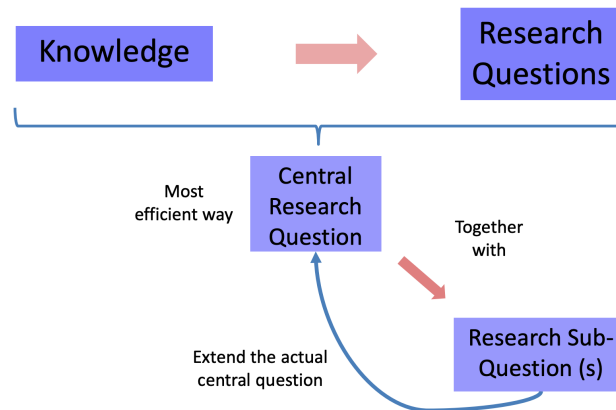 Knowledge
Research
Questions
Most
efficient way
Central
Research
Question
Together
with
Research Sub-
Question (s)
Extend the actual
central question